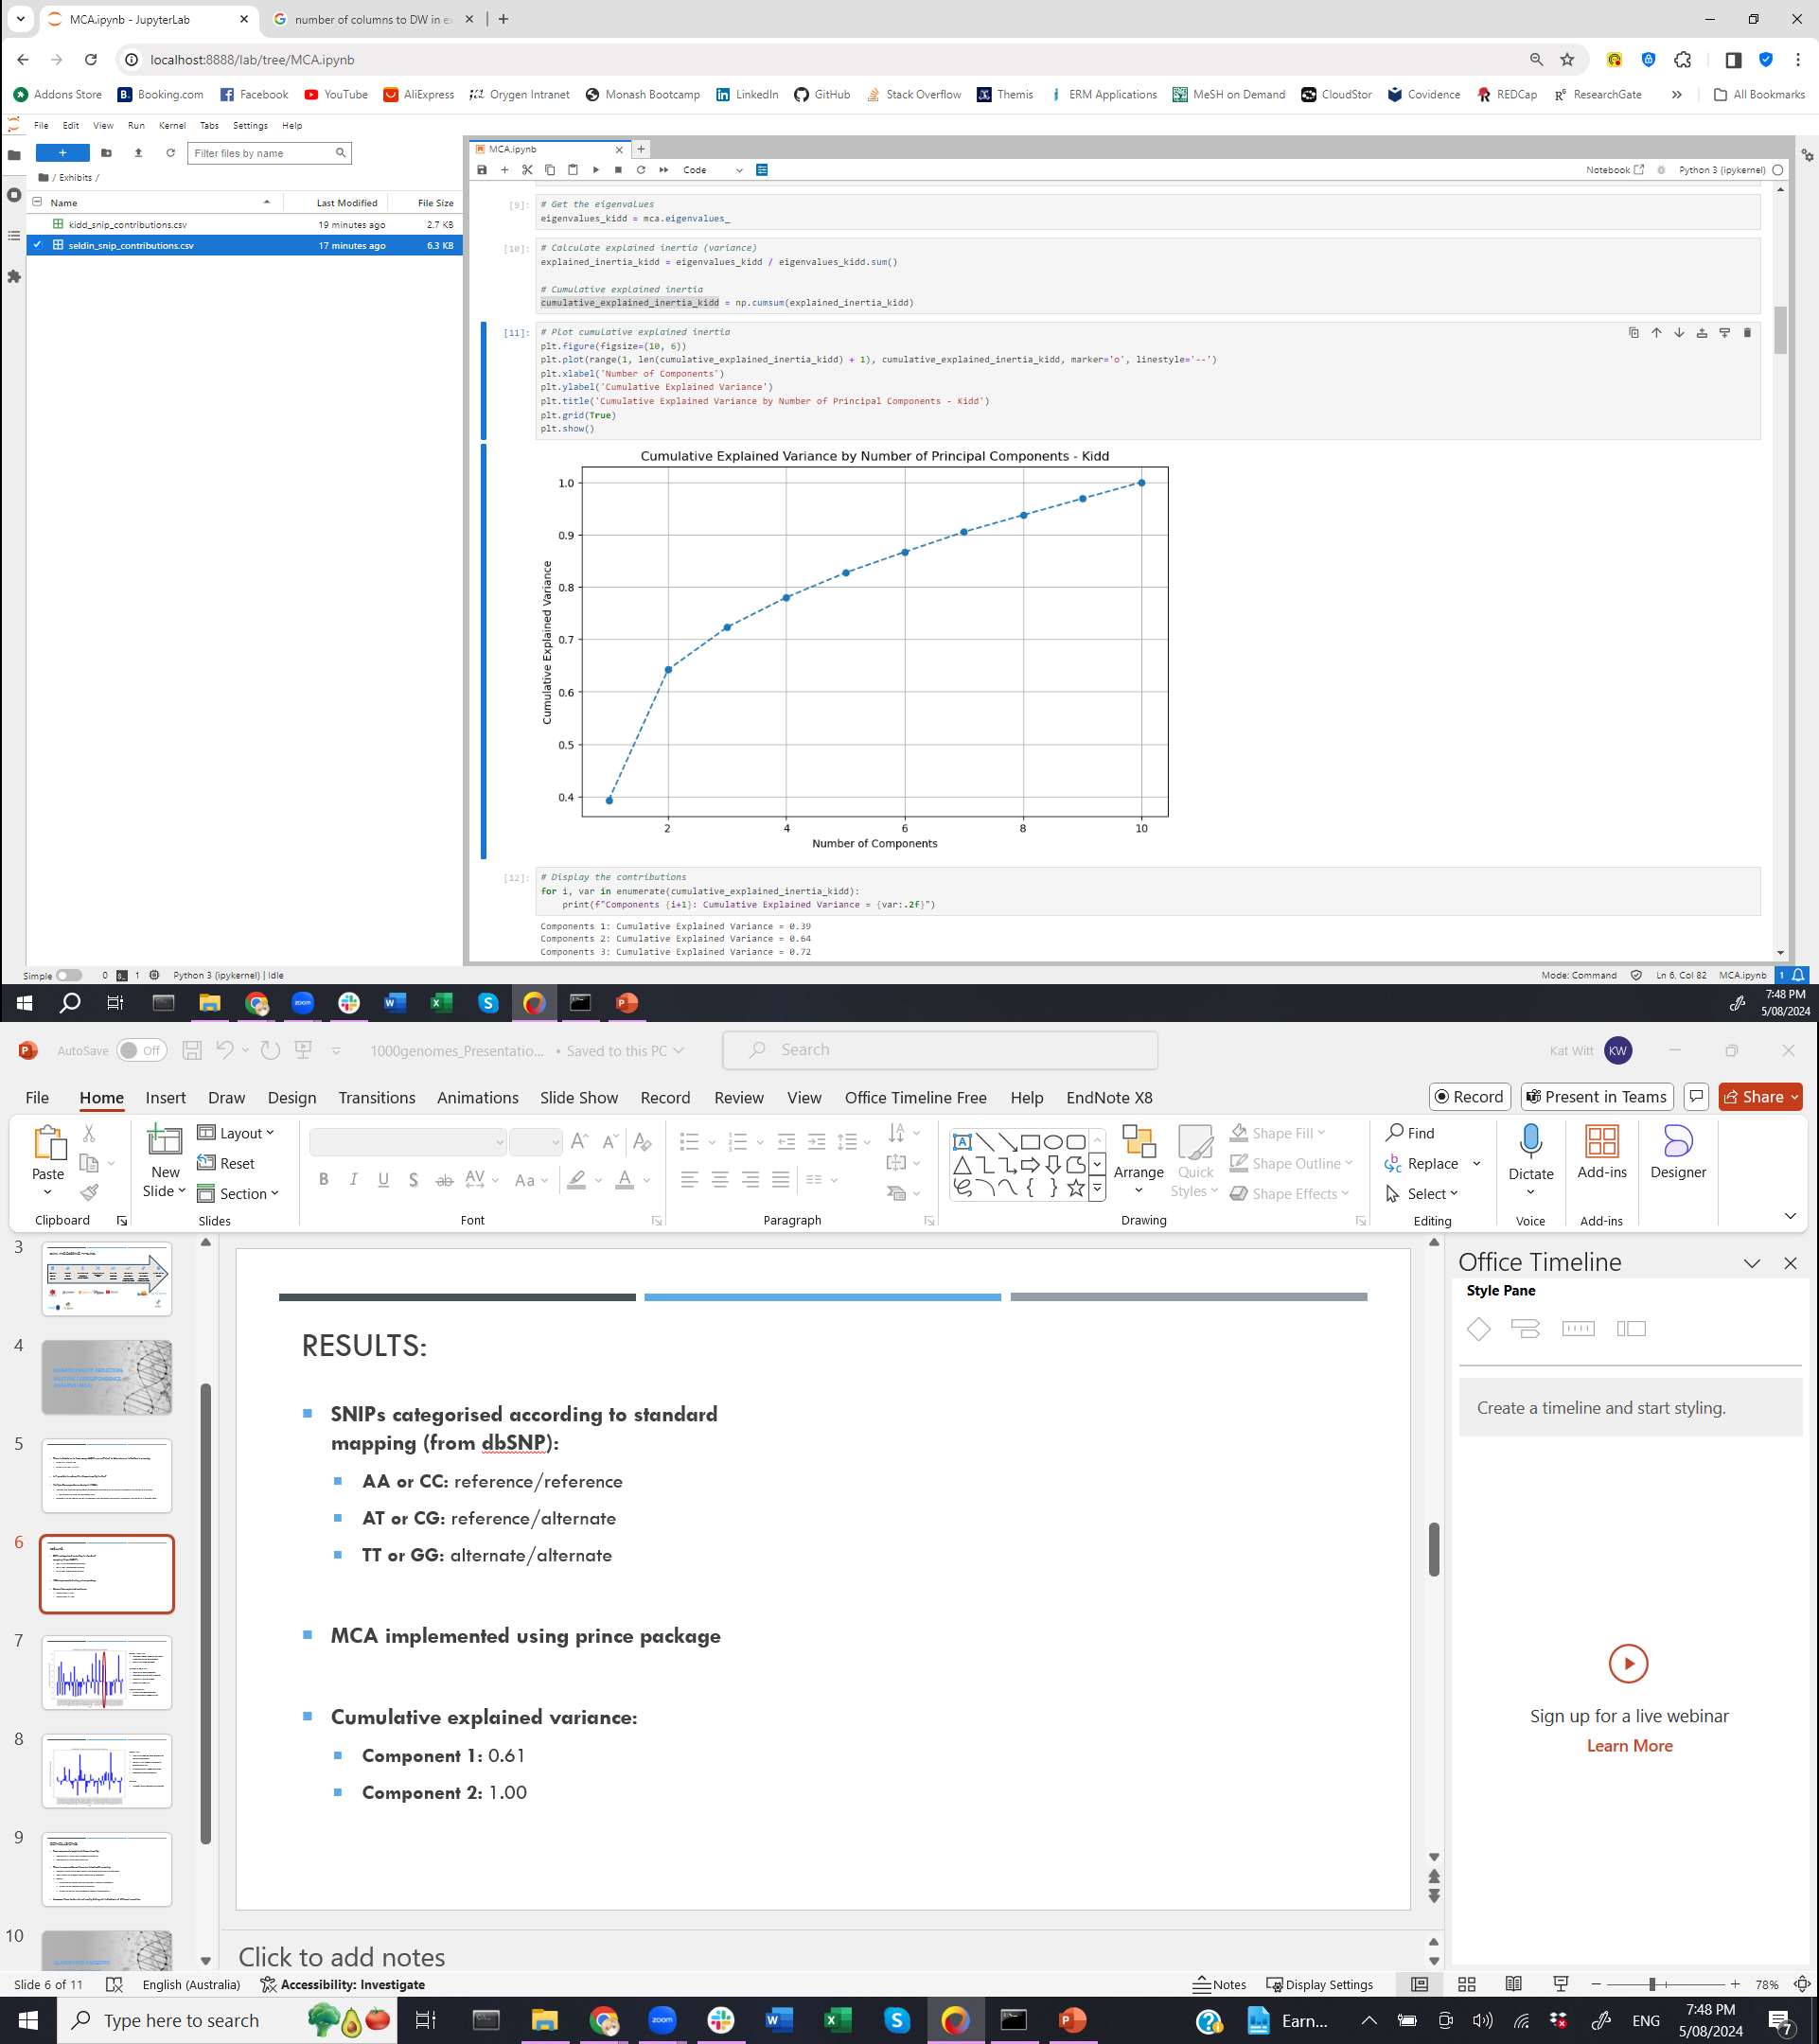 MCA.ipynb - JupyterLab
number of columns to DW in e
localhost:8888/lab/tree/MCA.ipynb
Addons Store Booking.com Facebook YouTube AliExpress Orygen Intranet Monash Bootcamp LinkedIn GitHub Stack Overflow Themis ERM Applications MeSH on Demand CloudStor Covidence REDCap ResearchGate All Bookmarks
File Edit View Run Kernel Tabs Settings Help
Filter files by name
/ Exhibits /
Name Last Modified File Size
kidd_snip_contributions.csv 19 minutes ago 2.7 KB
seldin_snip_contributions.csv 17 minutes ago 6.3 KB
MCA.ipynb
Code
Notebook
Python 3 (ipykernel)
[9]: # Get the eigenvalues
eigenvalues_kidd = mca.eigenvalues_
[10]: # Calculate explained inertia (variance)
explained_inertia_kidd = eigenvalues_kidd / eigenvalues_kidd.sum()
# Cumulative explained inertia
cumulative_explained_inertia_kidd = np.cumsum(explained_inertia_kidd)
[11]: # Plot cumulative explained inertia
plt.figure(figsize=(10, 6))
plt.plot(range(1, len(cumulative_explained_inertia_kidd) + 1), cumulative_explained_inertia_kidd, marker='o', linestyle='--')
plt.xlabel('Number of Components')
plt.ylabel('Cumulative Explained Variance')
plt.title('Cumulative Explained Variance by Number of Principal Components - Kidd')
plt.grid(True)
plt.show()
Cumulative Explained Variance by Number of Principal Components - Kidd
1.0
0.9
0.8
0.7
0.6
0.5
0.4
Cumulative Explained Variance
2 4 6 8 10
Number of Components
[12]: # Display the contributions
for i, var in enumerate(cumulative_explained_inertia_kidd):
print(f"Components {i+1}: Cumulative Explained Variance = {var:.2f}")
Components 1: Cumulative Explained Variance = 0.39
Components 2: Cumulative Explained Variance = 0.64
Components 3: Cumulative Explained Variance = 0.72
Simple 0 1 Python 3 (ipykernel) | Idle
Mode: Command Ln 6, Col 82 MCA.ipynb 1
7:48 PM
5/08/2024
AutoSave Off 1000genomes_Presentatio... • Saved to this PC
Search
Kat Witt KW
File Home Insert Draw Design Transitions Animations Slide Show Record Review View Office Timeline Free Help EndNote X8
Record Present in Teams Share
Paste
Clipboard
New Slide
Layout
Reset
Section
Slides
Font
Paragraph
Arrange
Quick Styles
Shape Fill
Shape Outline
Shape Effects
Drawing
Find
Replace
Select
Editing
Dictate
Voice
Add-ins
Add-ins
Designer
3
4
5
6
7
8
9
10
RESULTS:
SNIPs categorised according to standard
mapping (from dbSNP):
AA or CC: reference/reference
AT or CG: reference/alternate
TT or GG: alternate/alternate
MCA implemented using prince package
Cumulative explained variance:
Component 1: 0.61
Component 2: 1.00
Office Timeline
Style Pane
Create a timeline and start styling.
Sign up for a live webinar
Learn More
Click to add notes
Slide 6 of 11 English (Australia) Accessibility: Investigate
Notes Display Settings 78%
Type here to search
Earn...
ENG
7:48 PM
5/08/2024
7